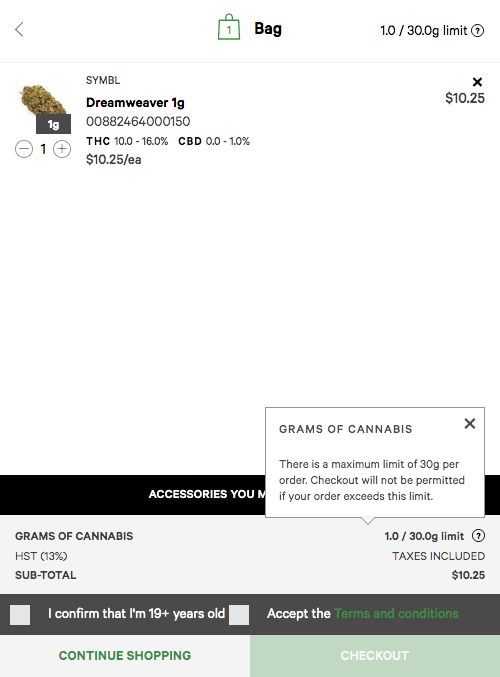 1
Bag
1.0 / 30.0g limit ?
SYMBL
Dreamweaver 1g
$10.25
00882464000150
1g
THC 10.0 - 16.0% CBD 0.0 - 1.0%
1
$10.25/ea
GRAMS OF CANNABIS
There is a maximum limit of 30g per
order. Checkout will not be permitted
if your order exceeds this limit.
ACCESSORIES YOU M
GRAMS OF CANNABIS 1.0 / 30.0g limit ?
HST (13%) TAXES INCLUDED
SUB-TOTAL $10.25
I confirm that I'm 19+ years old Accept the Terms and conditions
CONTINUE SHOPPING CHECKOUT